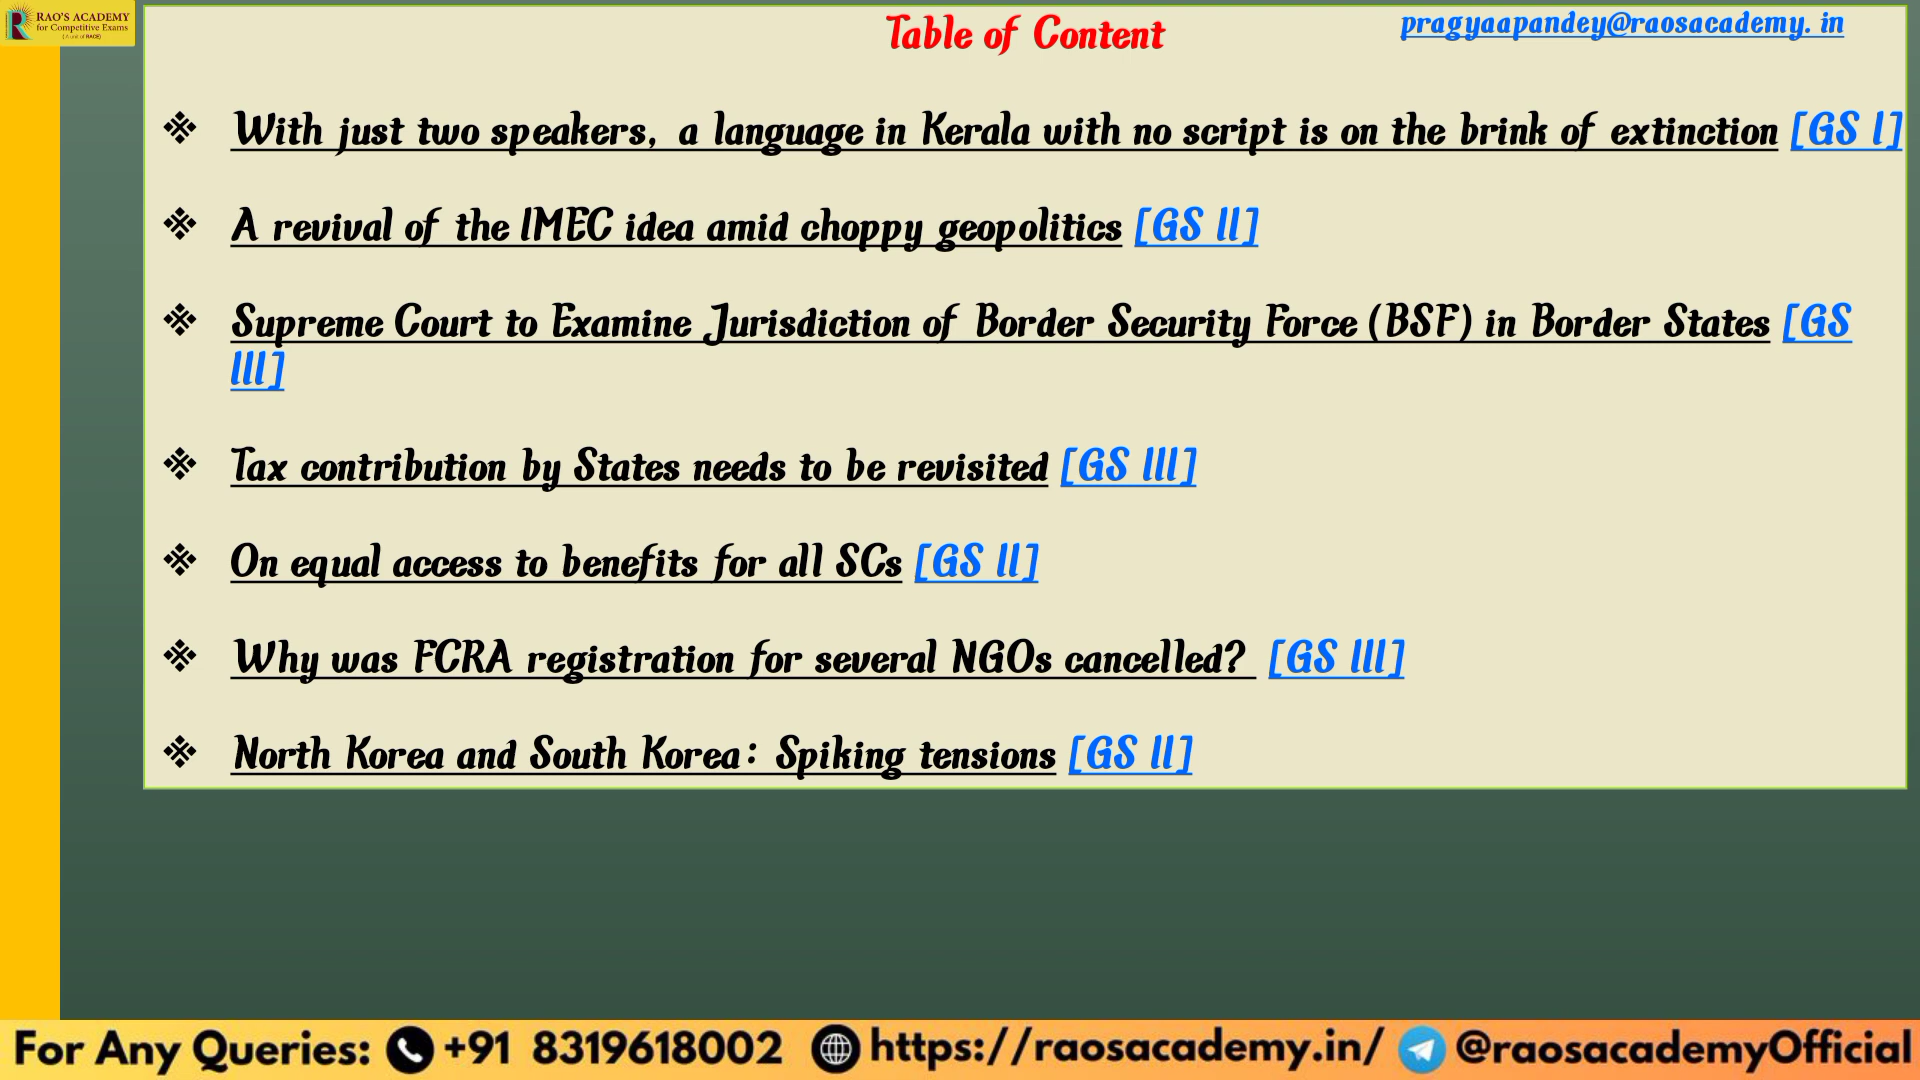 RAO'S ACADEMY
for Competitive Exams
(A unit of RACE)
Table of Content
pragyaapandey@raosacademy. in
❖ With just two speakers, a language in Kerala with no script is on the brink of extinction [GS I]
❖ A revival of the IMEC idea amid choppy geopolitics [GS II]
❖ Supreme Court to Examine Jurisdiction of Border Security Force (BSF) in Border States [GS
III]
❖ Tax contribution by States needs to be revisited [GS III]
❖ On equal access to benefits for all SCs [GS II]
❖ Why was FCRA registration for several NGOs cancelled? [GS III]
❖ North Korea and South Korea: Spiking tensions [GS II]
For Any Queries: +91 8319618002 https://raosacademy.in/ @raosacademyOfficial